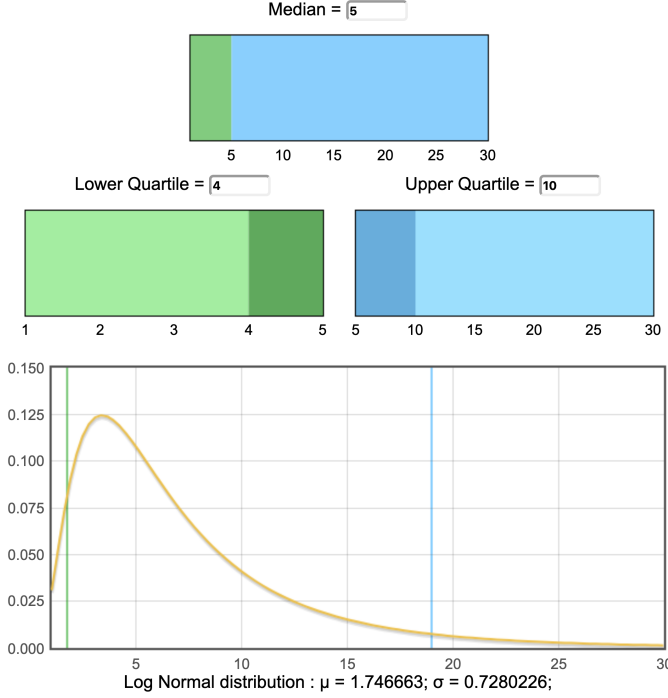 Median = 5
5 10 15 20 25 30
Lower Quartile = 4
Upper Quartile = 10
1 2 3 4 5
5 10 15 20 25 30
0.150
0.125
0.100
0.075
0.050
0.025
0.000
5 10 15 20 25 30
Log Normal distribution : μ = 1.746663; σ = 0.7280226;